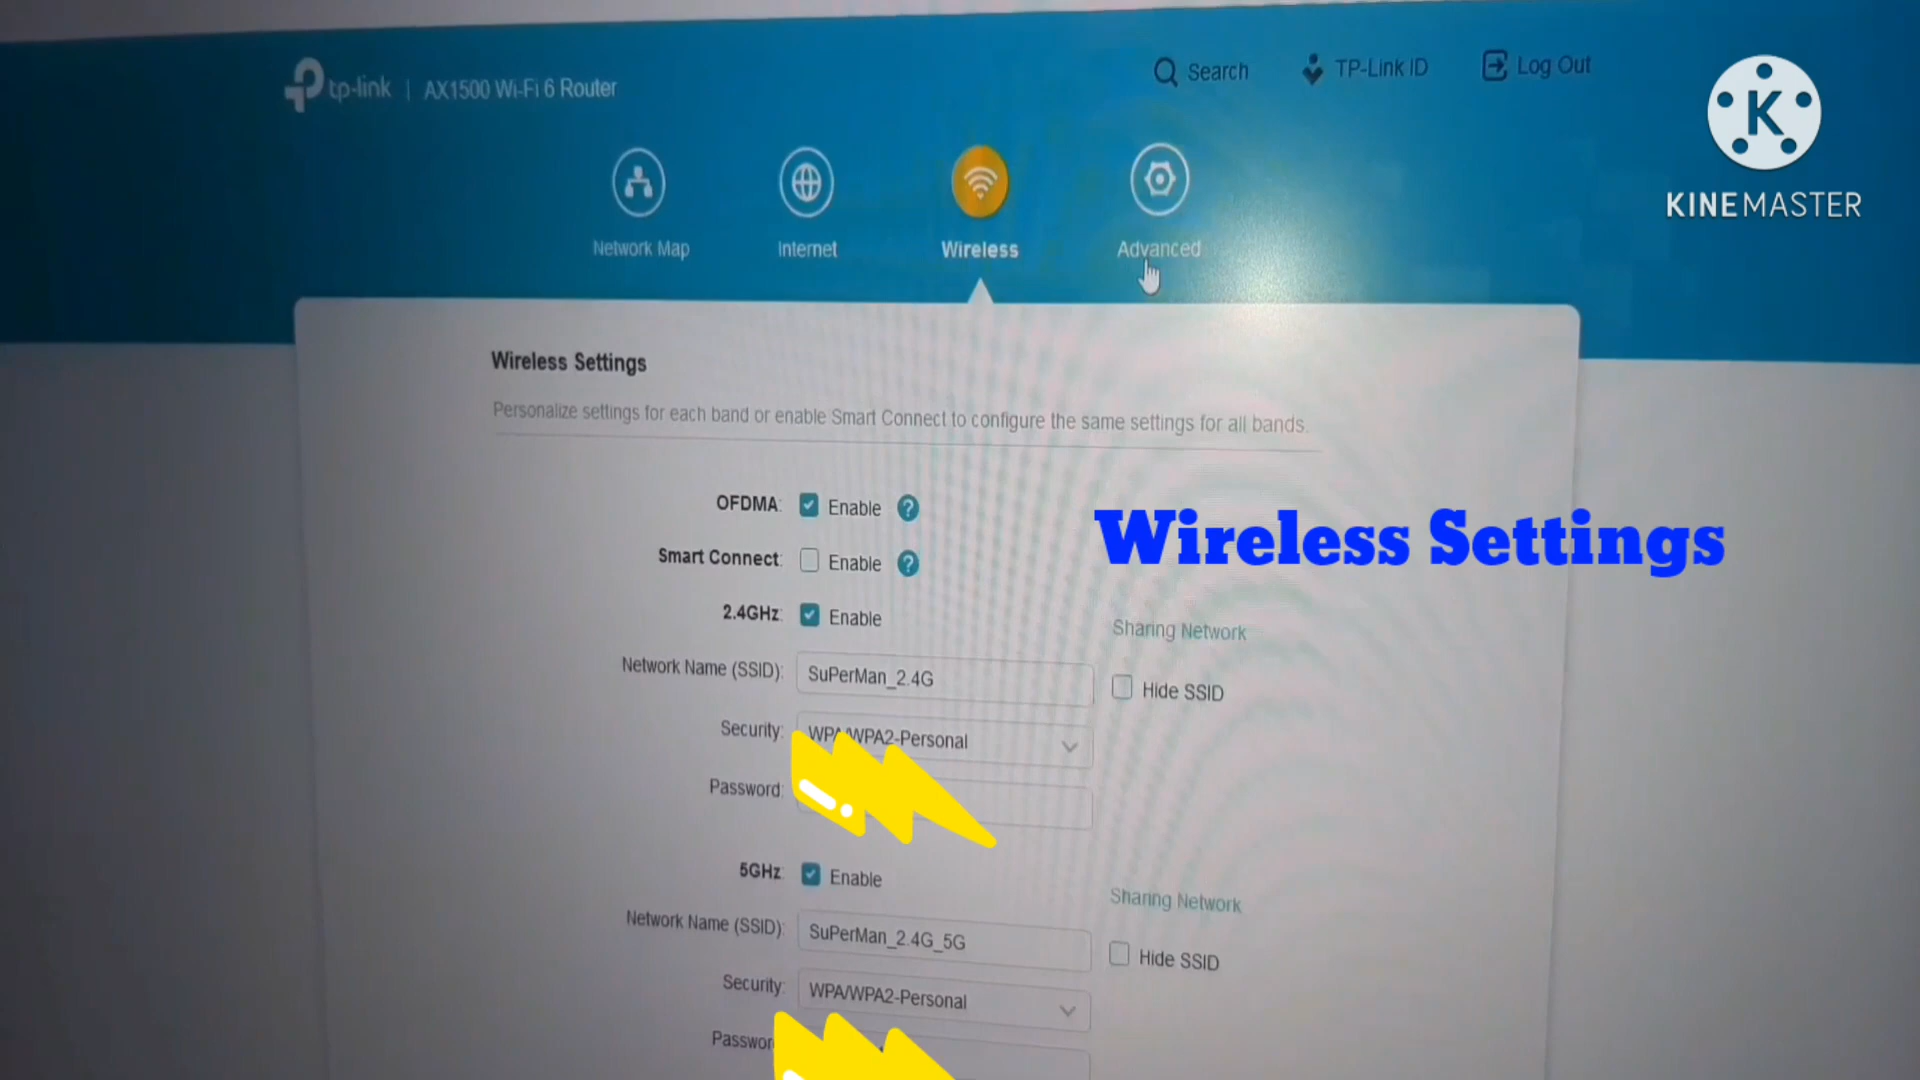 tp-link | AX1500 Wi-Fi 6 Router
Search
TP-Link ID
Log Out
K
KINEMASTER
Network Map
Internet
Wireless
Advanced
Wireless Settings
Personalize settings for each band or enable Smart Connect to configure the same settings for all bands.
OFDMA: Enable ?
Wireless Settings
Smart Connect: Enable ?
2.4GHz: Enable
Sharing Network
Network Name (SSID): SuPerMan_2.4G
Hide SSID
Security: WPA/WPA2-Personal
Password:
5GHz: Enable
Sharing Network
Network Name (SSID): SuPerMan_2.4G_5G
Hide SSID
Security: WPA/WPA2-Personal